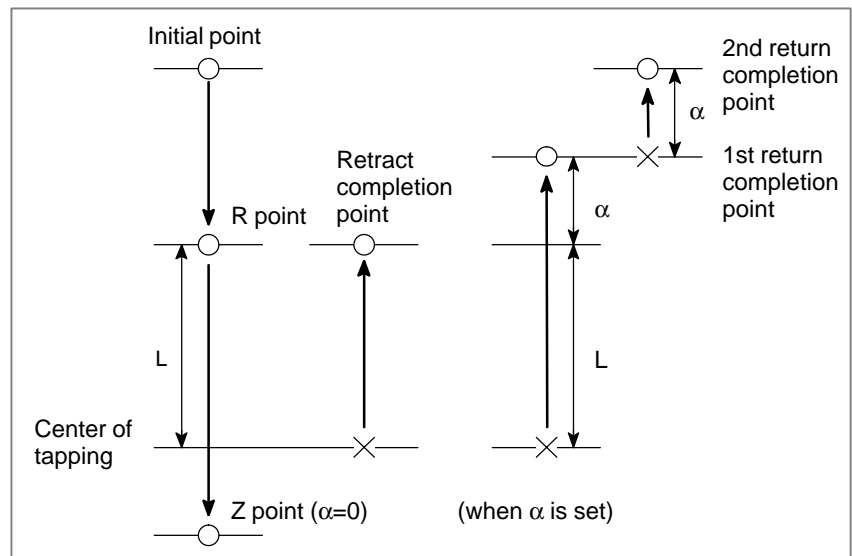 Initial point
2nd return
completion
point
α
Retract
completion
point
1st return
completion
point
R point
α
L
L
Center of
tapping
Z point (α=0)
(when α is set)